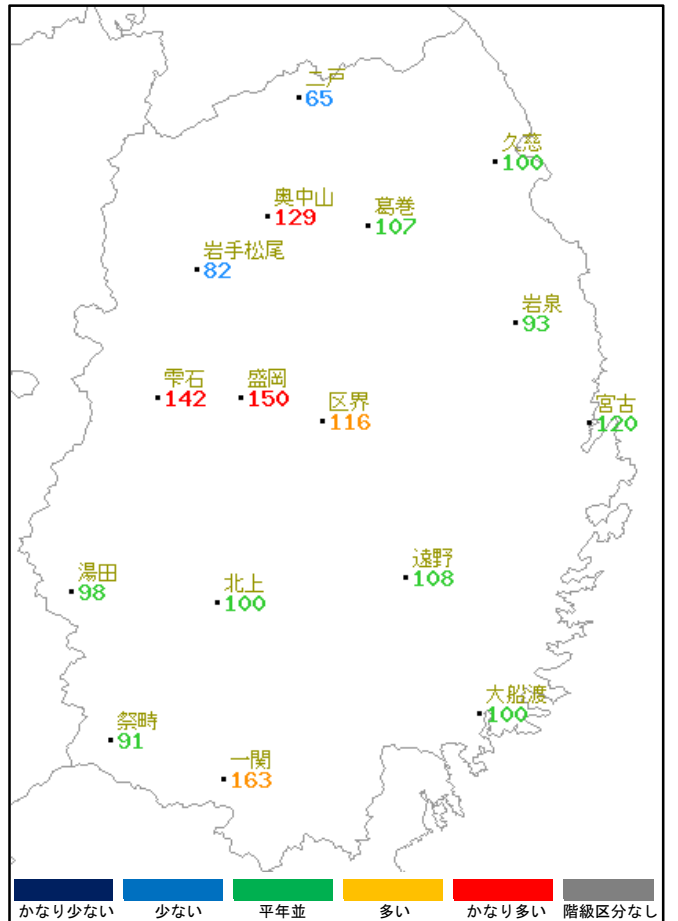 二戸
65
久慈
100
奥中山
129
葛巻
107
岩手松尾
82
岩泉
93
雫石
142
盛岡
150
区界
116
宮古
120
湯田
98
北上
100
遠野
108
大船渡
100
祭畤
91
一関
163
かなり少ない
少ない
平年並
多い
かなり多い
階級区分なし